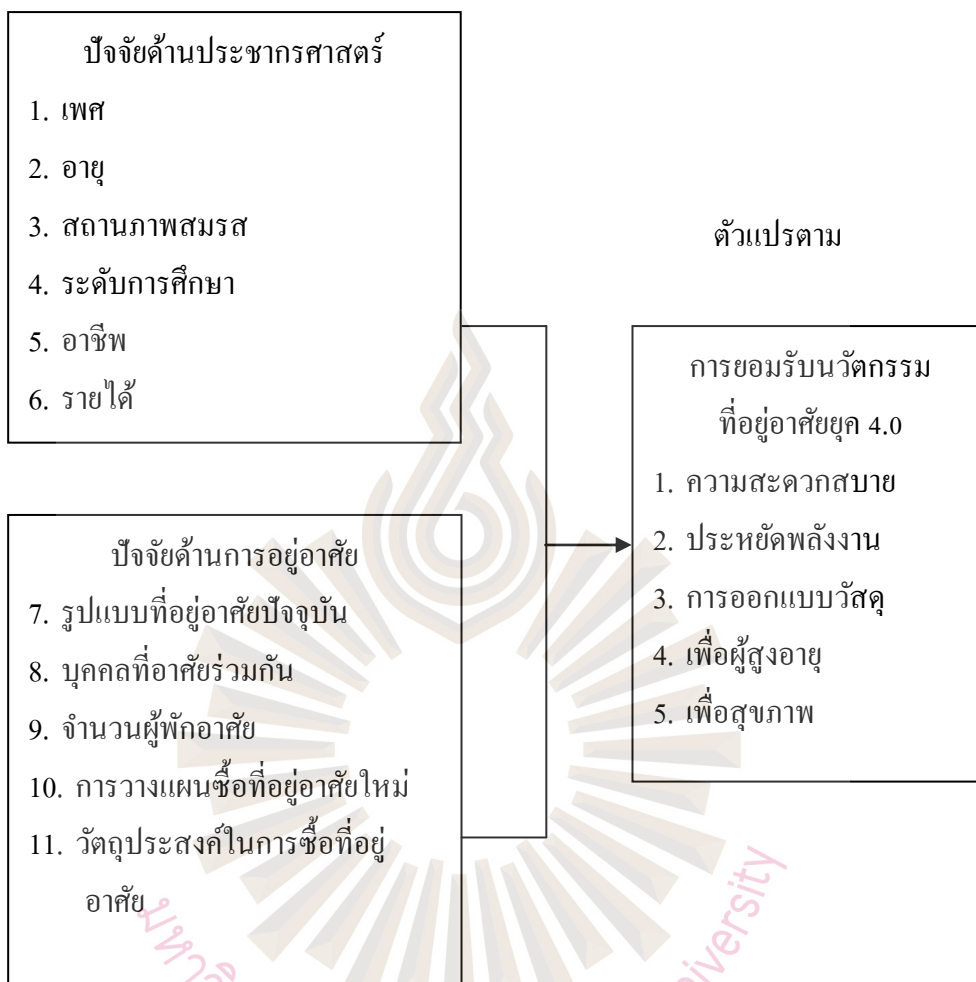 ปัจจัยด้านประชากรศาสตร์
1. เพศ
2. อายุ
3. สถานภาพสมรส
4. ระดับการศึกษา
5. อาชีพ
6. รายได้
ปัจจัยด้านการอยู่อาศัย
7. รูปแบบที่อยู่อาศัยปัจจุบัน
8. บุคคลที่อาศัยร่วมกัน
9. จำนวนผู้พักอาศัย
10. การวางแผนซื้อที่อยู่อาศัยใหม่
11. วัตถุประสงค์ในการซื้อที่อยู่
อาศัย
ตัวแปรตาม
การยอมรับนวัตกรรม
ที่อยู่อาศัยยุค 4.0
1. ความสะดวกสบาย
2. ประหยัดพลังงาน
3. การออกแบบวัสดุ
4. เพื่อผู้สูงอายุ
5. เพื่อสุขภาพ